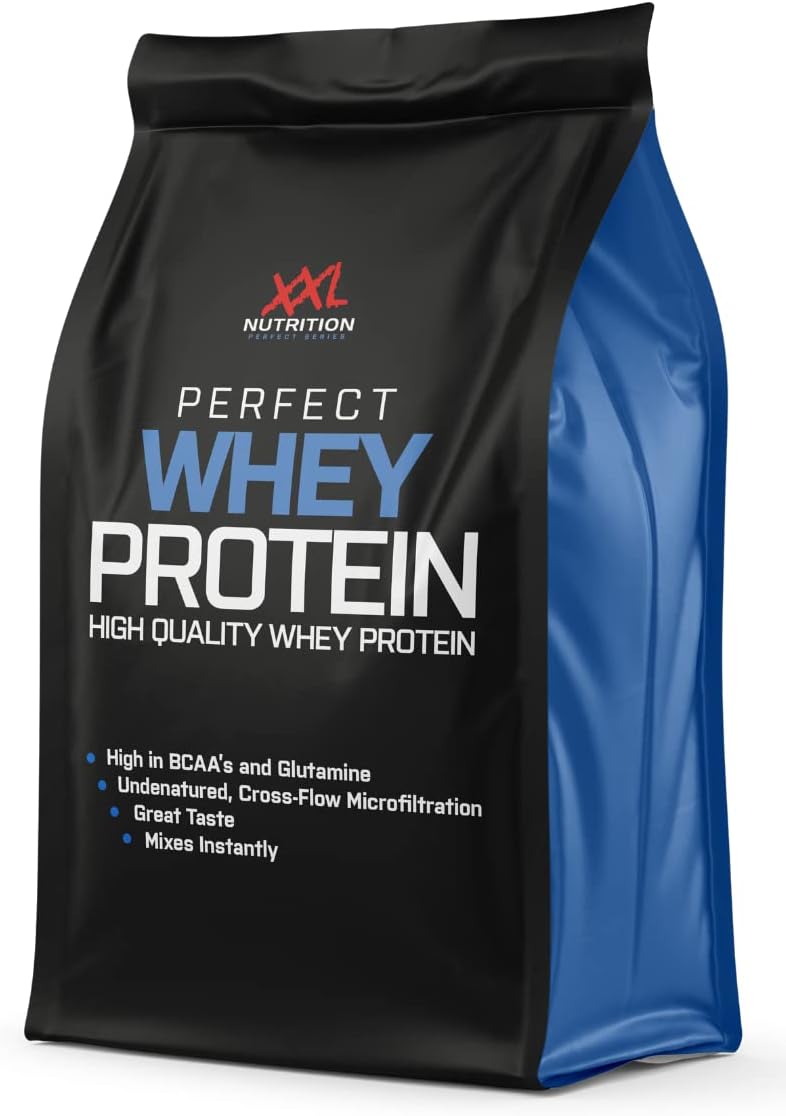 XXL
NUTRITION
PERFECT SERIES
PERFECT
WHEY
PROTEIN
HIGH QUALITY WHEY PROTEIN
• High in BCAA's and Glutamine
• Undenatured, Cross-Flow Microfiltration
• Great Taste
• Mixes Instantly